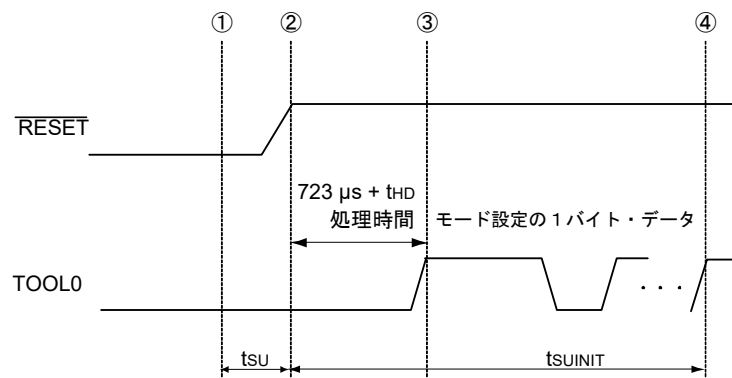 ① ② ③ ④
RESET
723 µs + tHD
処理時間 モード設定の1バイト・データ
TOOL0
・・・
tSU tSUINIT